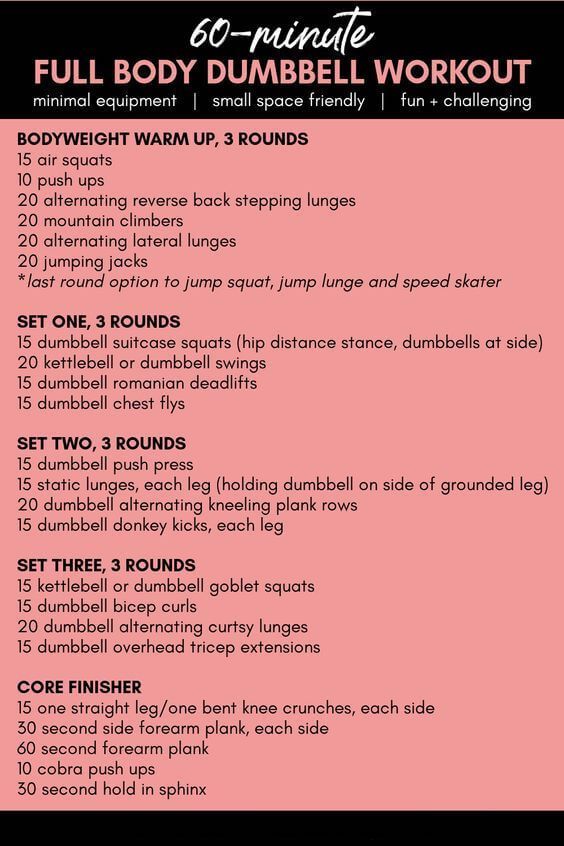 60-minute
FULL BODY DUMBBELL WORKOUT
minimal equipment | small space friendly | fun + challenging
BODYWEIGHT WARM UP, 3 ROUNDS
15 air squats
10 push ups
20 alternating reverse back stepping lunges
20 mountain climbers
20 alternating lateral lunges
20 jumping jacks
*last round option to jump squat, jump lunge and speed skater
SET ONE, 3 ROUNDS
15 dumbbell suitcase squats (hip distance stance, dumbbells at side)
20 kettlebell or dumbbell swings
15 dumbbell romanian deadlifts
15 dumbbell chest flys
SET TWO, 3 ROUNDS
15 dumbbell push press
15 static lunges, each leg (holding dumbbell on side of grounded leg)
20 dumbbell alternating kneeling plank rows
15 dumbbell donkey kicks, each leg
SET THREE, 3 ROUNDS
15 kettlebell or dumbbell goblet squats
15 dumbbell bicep curls
20 dumbbell alternating curtsy lunges
15 dumbbell overhead tricep extensions
CORE FINISHER
15 one straight leg/one bent knee crunches, each side
30 second side forearm plank, each side
60 second forearm plank
10 cobra push ups
30 second hold in sphinx